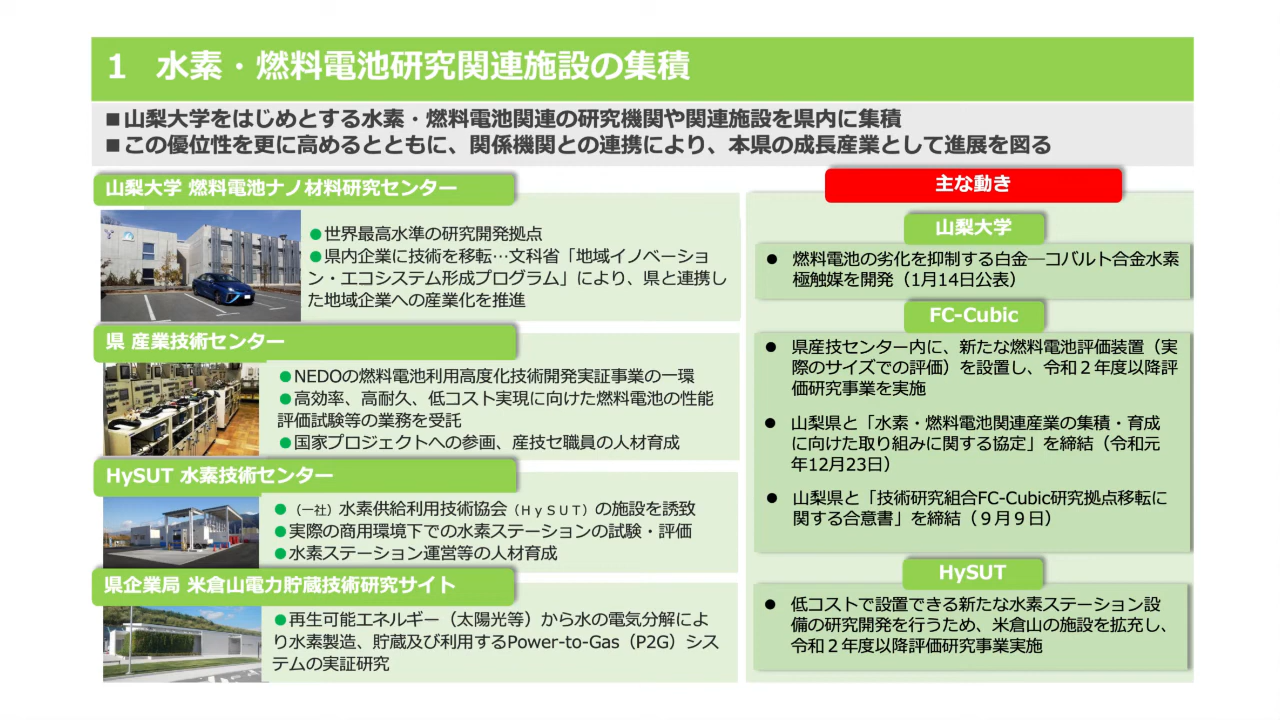 1 水素・燃料電池研究関連施設の集積
■山梨大学をはじめとする水素・燃料電池関連の研究機関や関連施設を県内に集積
■この優位性を更に高めるとともに、関係機関との連携により、本県の成長産業として進展を図る
山梨大学 燃料電池ナノ材料研究センター
●世界最高水準の研究開発拠点
●県内企業に技術を移転…文科省「地域イノベーショ
ン・エコシステム形成プログラム」により、県と連携し
た地域企業への産業化を推進
県 産業技術センター
●NEDOの燃料電池利用高度化技術開発実証事業の一環
●高効率、高耐久、低コスト実現に向けた燃料電池の性能
評価試験等の業務を受託
●国家プロジェクトへの参画、産技セ職員の人材育成
HySUT 水素技術センター
●（一社）水素供給利用技術協会（ＨｙＳＵＴ）の施設を誘致
●実際の商用環境下での水素ステーションの試験・評価
●水素ステーション運営等の人材育成
県企業局 米倉山電力貯蔵技術研究サイト
●再生可能エネルギー（太陽光等）から水の電気分解によ
り水素製造、貯蔵及び利用するPower-to-Gas（P2G）シス
テムの実証研究
主な動き
山梨大学
● 燃料電池の劣化を抑制する白金―コバルト合金水素
極触媒を開発（1月14日公表）
FC-Cubic
● 県産技センター内に、新たな燃料電池評価装置（実
際のサイズでの評価）を設置し、令和２年度以降評
価研究事業を実施
● 山梨県と「水素・燃料電池関連産業の集積・育成
に向けた取り組みに関する協定」を締結（令和元
年12月23日）
● 山梨県と「技術研究組合FC-Cubic研究拠点移転に
関する合意書」を締結（９月９日）
HySUT
● 低コストで設置できる新たな水素ステーション設
備の研究開発を行うため、米倉山の施設を拡充し、
令和２年度以降評価研究事業実施